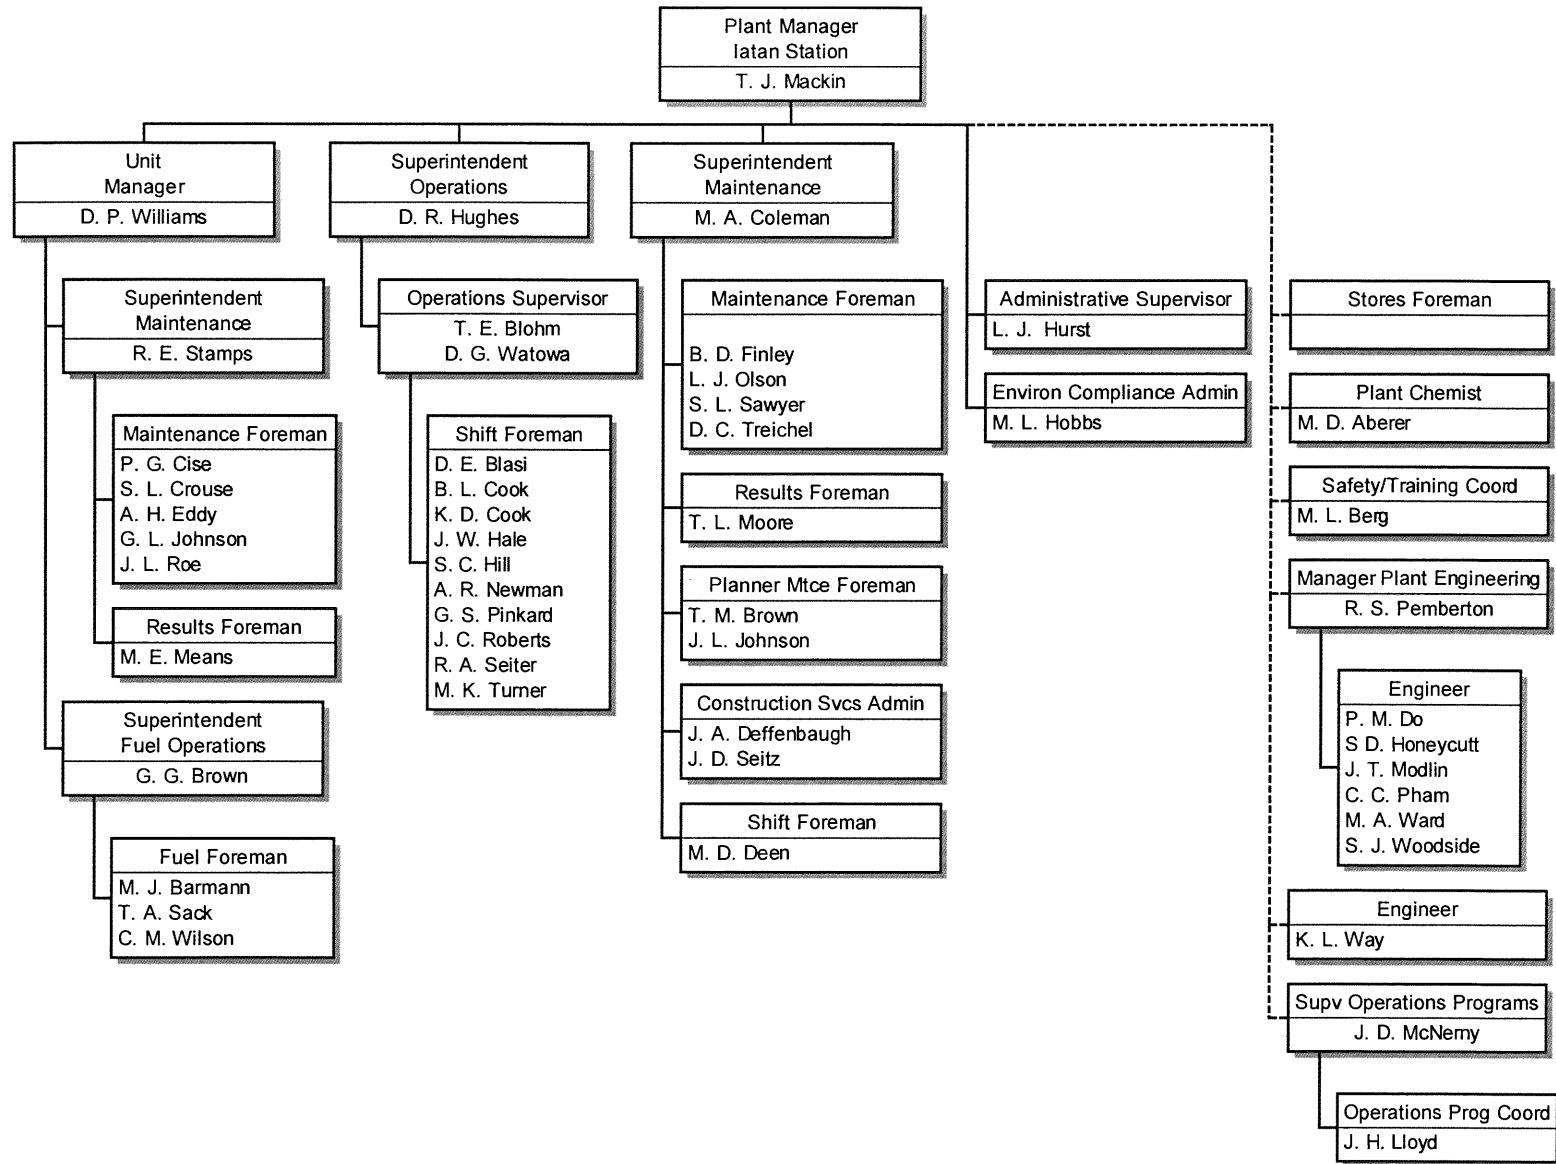 Plant Manager
Iatan Station
T. J. Mackin
Unit
Manager
D. P. Williams
Superintendent
Maintenance
R. E. Stamps
Maintenance Foreman
P. G. Cise
S. L. Crouse
A. H. Eddy
G. L. Johnson
J. L. Roe
Results Foreman
M. E. Means
Superintendent
Fuel Operations
G. G. Brown
Fuel Foreman
M. J. Barmann
T. A. Sack
C. M. Wilson
Superintendent
Operations
D. R. Hughes
Operations Supervisor
T. E. Blohm
D. G. Watowa
Shift Foreman
D. E. Blasi
B. L. Cook
K. D. Cook
J. W. Hale
S. C. Hill
A. R. Newman
G. S. Pinkard
J. C. Roberts
R. A. Seiter
M. K. Turner
Superintendent
Maintenance
M. A. Coleman
Maintenance Foreman
B. D. Finley
L. J. Olson
S. L. Sawyer
D. C. Treichel
Results Foreman
T. L. Moore
Planner Mtce Foreman
T. M. Brown
J. L. Johnson
Construction Svcs Admin
J. A. Deffenbaugh
J. D. Seitz
Shift Foreman
M. D. Deen
Administrative Supervisor
L. J. Hurst
Environ Compliance Admin
M. L. Hobbs
Stores Foreman
Plant Chemist
M. D. Aberer
Safety/Training Coord
M. L. Berg
Manager Plant Engineering
R. S. Pemberton
Engineer
P. M. Do
S D. Honeycutt
J. T. Modlin
C. C. Pham
M. A. Ward
S. J. Woodside
Engineer
K. L. Way
Supv Operations Programs
J. D. McNerny
Operations Prog Coord
J. H. Lloyd